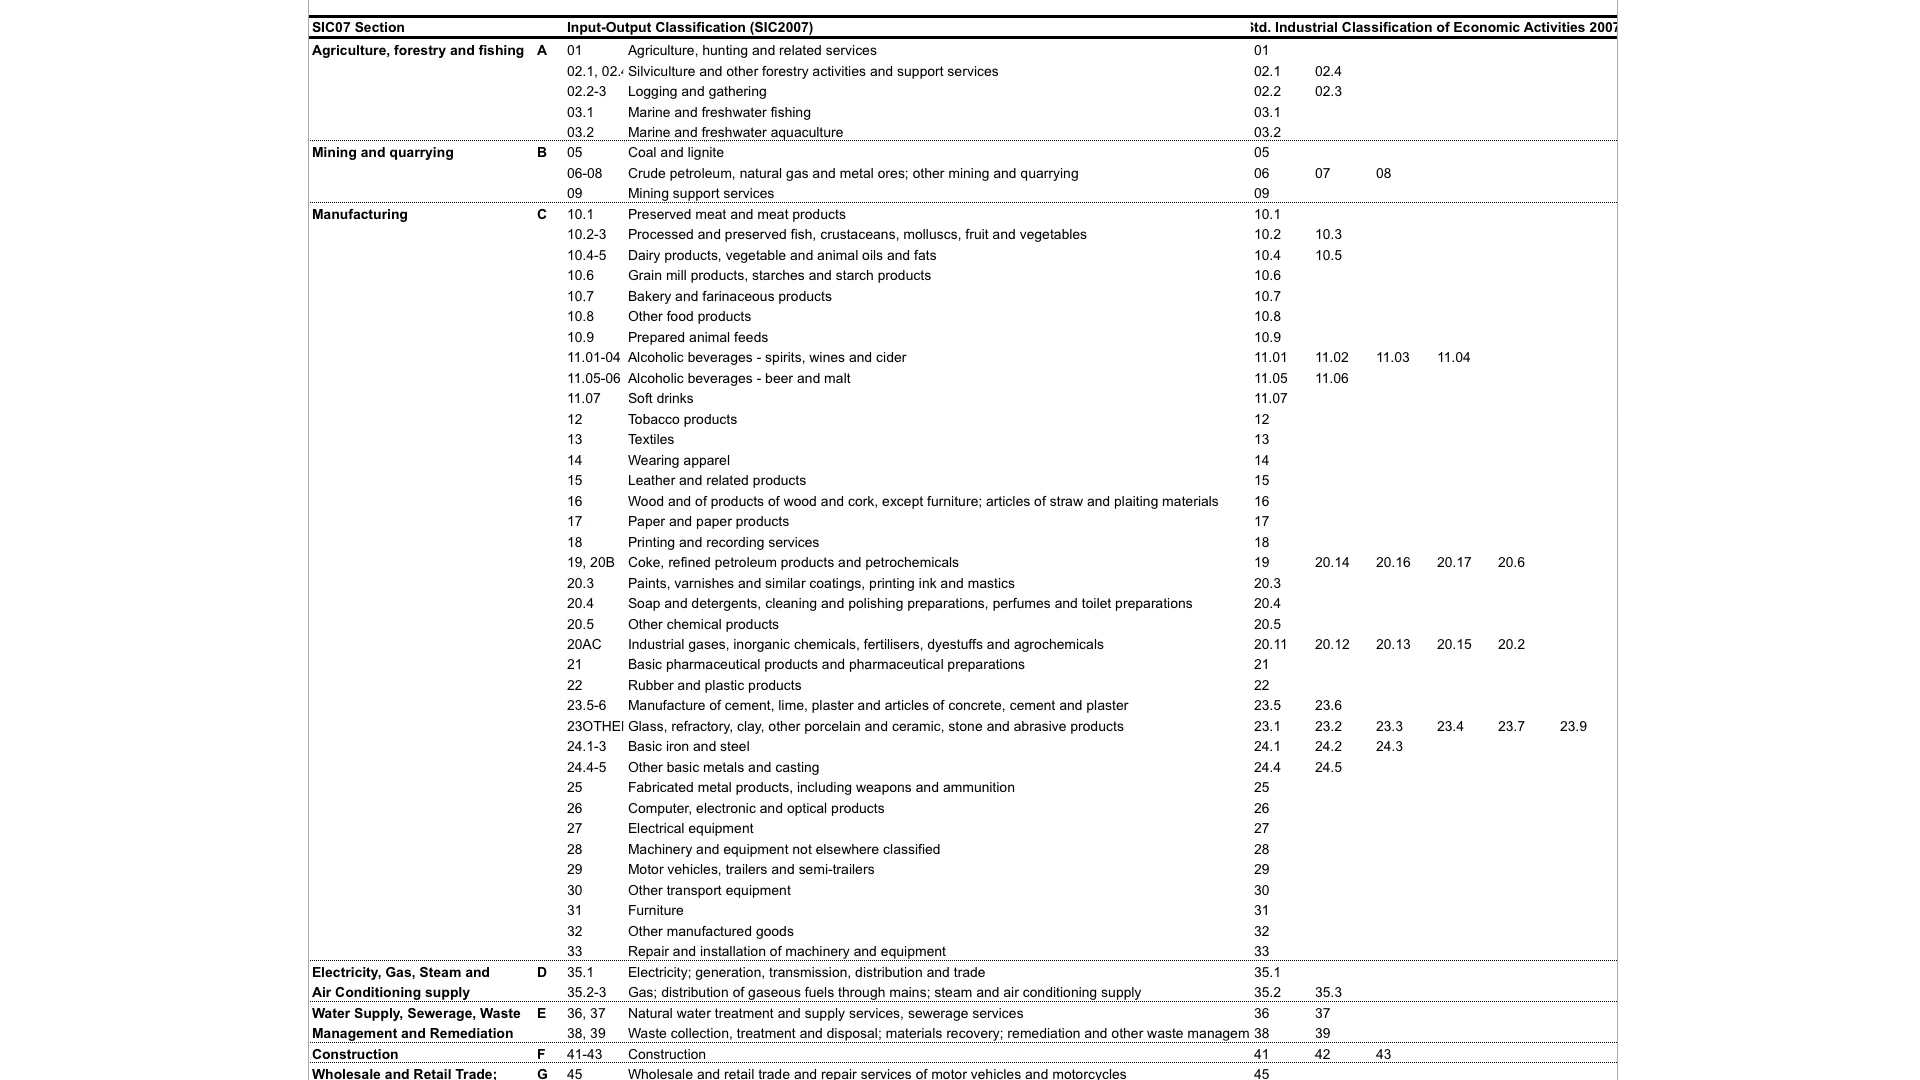 SIC07 Section Input-Output Classification (SIC2007) Std. Industrial Classification of Economic Activities 2007
Agriculture, forestry and fishing A 01 Agriculture, hunting and related services 01
02.1, 02.4 Silviculture and other forestry activities and support services 02.1 02.4
02.2-3 Logging and gathering 02.2 02.3
03.1 Marine and freshwater fishing 03.1
03.2 Marine and freshwater aquaculture 03.2
Mining and quarrying B 05 Coal and lignite 05
06-08 Crude petroleum, natural gas and metal ores; other mining and quarrying 06 07 08
09 Mining support services 09
Manufacturing C 10.1 Preserved meat and meat products 10.1
10.2-3 Processed and preserved fish, crustaceans, molluscs, fruit and vegetables 10.2 10.3
10.4-5 Dairy products, vegetable and animal oils and fats 10.4 10.5
10.6 Grain mill products, starches and starch products 10.6
10.7 Bakery and farinaceous products 10.7
10.8 Other food products 10.8
10.9 Prepared animal feeds 10.9
11.01-04 Alcoholic beverages - spirits, wines and cider 11.01 11.02 11.03 11.04
11.05-06 Alcoholic beverages - beer and malt 11.05 11.06
11.07 Soft drinks 11.07
12 Tobacco products 12
13 Textiles 13
14 Wearing apparel 14
15 Leather and related products 15
16 Wood and of products of wood and cork, except furniture; articles of straw and plaiting materials 16
17 Paper and paper products 17
18 Printing and recording services 18
19, 20B Coke, refined petroleum products and petrochemicals 19 20.14 20.16 20.17 20.6
20.3 Paints, varnishes and similar coatings, printing ink and mastics 20.3
20.4 Soap and detergents, cleaning and polishing preparations, perfumes and toilet preparations 20.4
20.5 Other chemical products 20.5
20AC Industrial gases, inorganic chemicals, fertilisers, dyestuffs and agrochemicals 20.11 20.12 20.13 20.15 20.2
21 Basic pharmaceutical products and pharmaceutical preparations 21
22 Rubber and plastic products 22
23.5-6 Manufacture of cement, lime, plaster and articles of concrete, cement and plaster 23.5 23.6
23OTHE Glass, refractory, clay, other porcelain and ceramic, stone and abrasive products 23.1 23.2 23.3 23.4 23.7 23.9
24.1-3 Basic iron and steel 24.1 24.2 24.3
24.4-5 Other basic metals and casting 24.4 24.5
25 Fabricated metal products, including weapons and ammunition 25
26 Computer, electronic and optical products 26
27 Electrical equipment 27
28 Machinery and equipment not elsewhere classified 28
29 Motor vehicles, trailers and semi-trailers 29
30 Other transport equipment 30
31 Furniture 31
32 Other manufactured goods 32
33 Repair and installation of machinery and equipment 33
Electricity, Gas, Steam and D 35.1 Electricity; generation, transmission, distribution and trade 35.1
Air Conditioning supply 35.2-3 Gas; distribution of gaseous fuels through mains; steam and air conditioning supply 35.2 35.3
Water Supply, Sewerage, Waste E 36, 37 Natural water treatment and supply services, sewerage services 36 37
Management and Remediation 38, 39 Waste collection, treatment and disposal; materials recovery; remediation and other waste managem 38 39
Construction F 41-43 Construction 41 42 43
Wholesale and Retail Trade; G 45 Wholesale and retail trade and repair services of motor vehicles and motorcycles 45